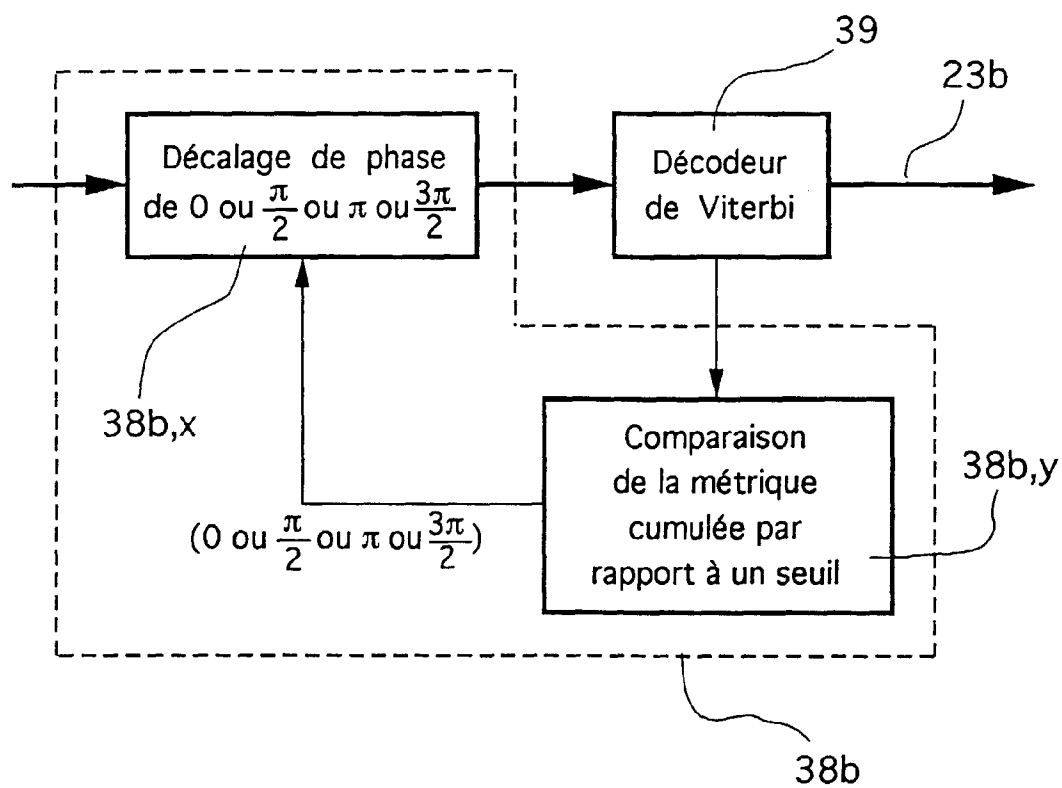 39
23b
Décalage de phase
de 0 ou π/2 ou π ou 3π/2
Décodeur
de Viterbi
38b,x
Comparaison
de la métrique
cumulée par
rapport à un seuil
38b,y
(0 ou π/2 ou π ou 3π/2)
38b